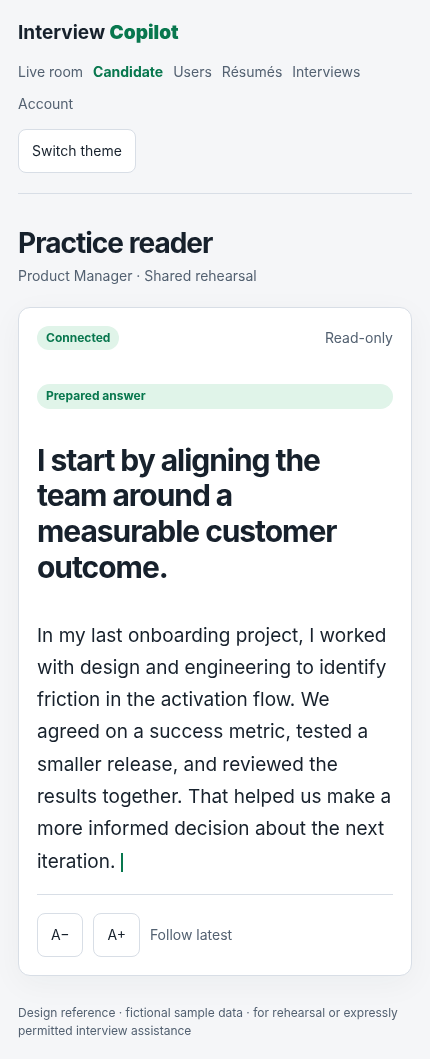 Interview Copilot
Live room Candidate Users Résumés Interviews
Account
Switch theme
Practice reader
Product Manager · Shared rehearsal
Connected Read-only
Prepared answer
I start by aligning the
team around a
measurable customer
outcome.
In my last onboarding project, I worked
with design and engineering to identify
friction in the activation flow. We
agreed on a success metric, tested a
smaller release, and reviewed the
results together. That helped us make a
more informed decision about the next
iteration.
A− A+ Follow latest
Design reference · fictional sample data · for rehearsal or expressly
permitted interview assistance